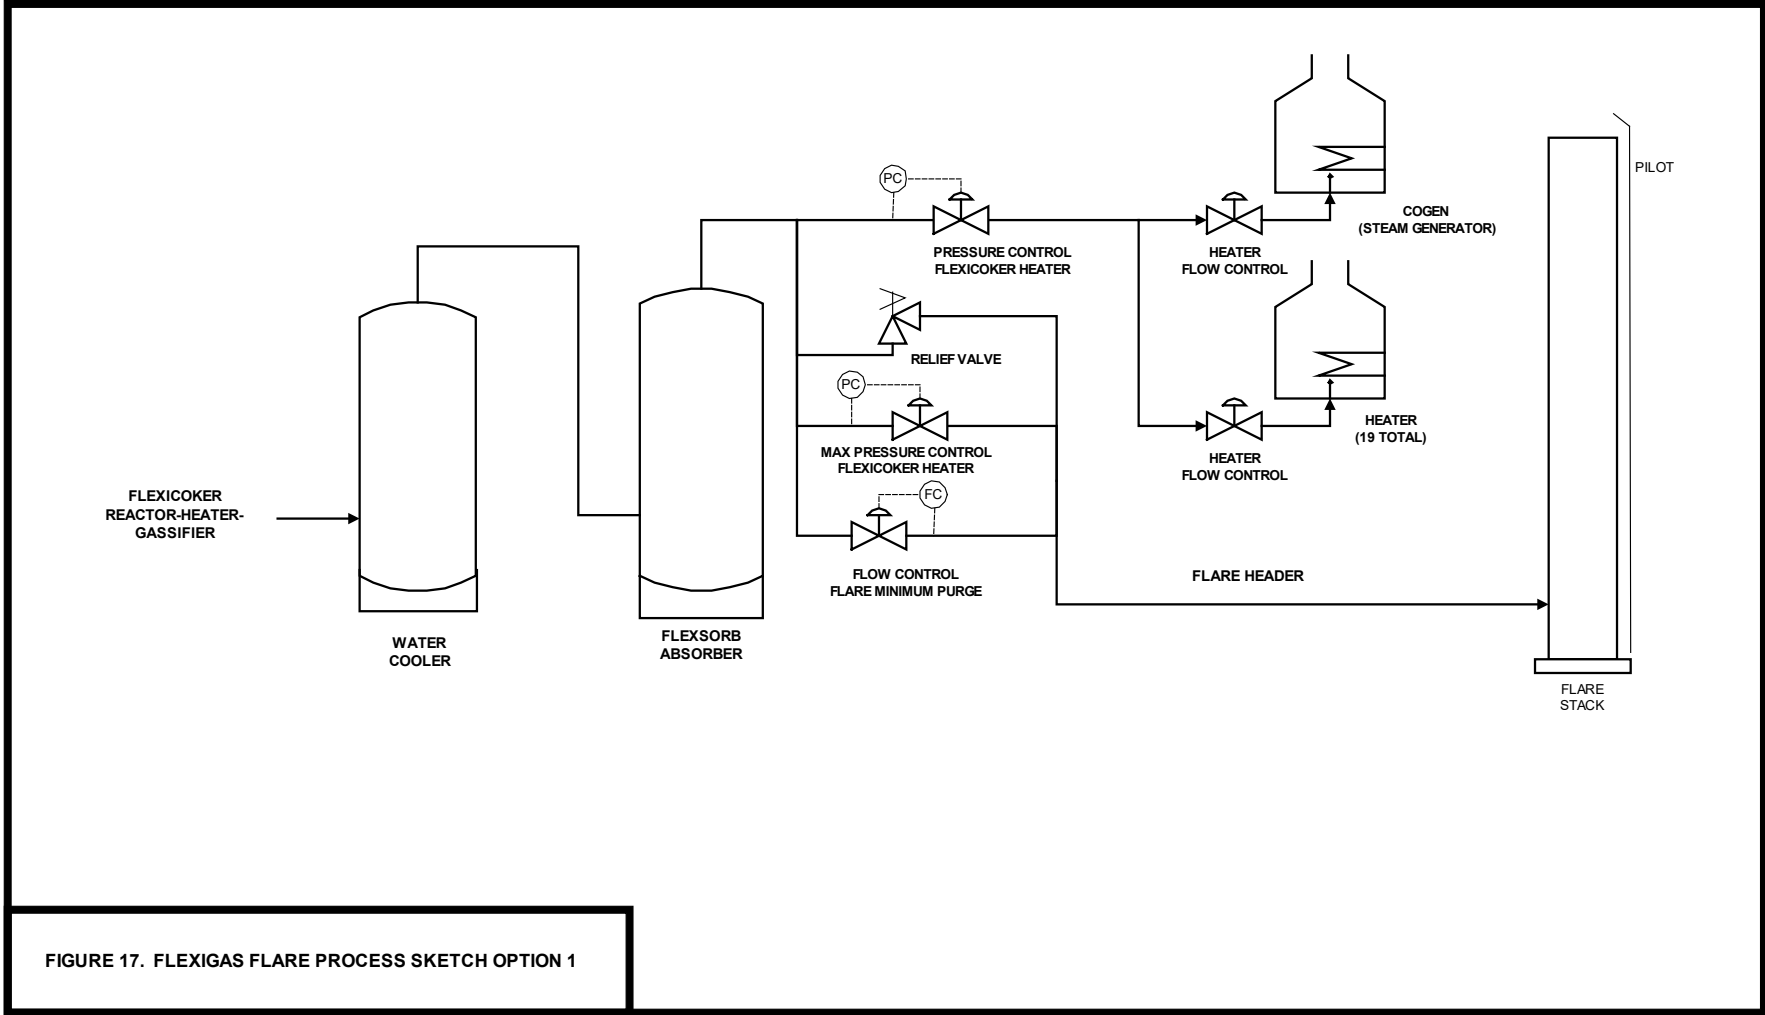 PILOT
PC
COGEN
(STEAM GENERATOR)
PRESSURE CONTROL
FLEXICOKER HEATER
HEATER
FLOW CONTROL
RELIEF VALVE
PC
HEATER
(19 TOTAL)
MAX PRESSURE CONTROL
FLEXICOKER HEATER
HEATER
FLOW CONTROL
FC
FLEXICOKER
REACTOR-HEATER-
GASSIFIER
FLOW CONTROL
FLARE MINIMUM PURGE
FLARE HEADER
WATER
COOLER
FLEXSORB
ABSORBER
FLARE
STACK
FIGURE 17. FLEXIGAS FLARE PROCESS SKETCH OPTION 1